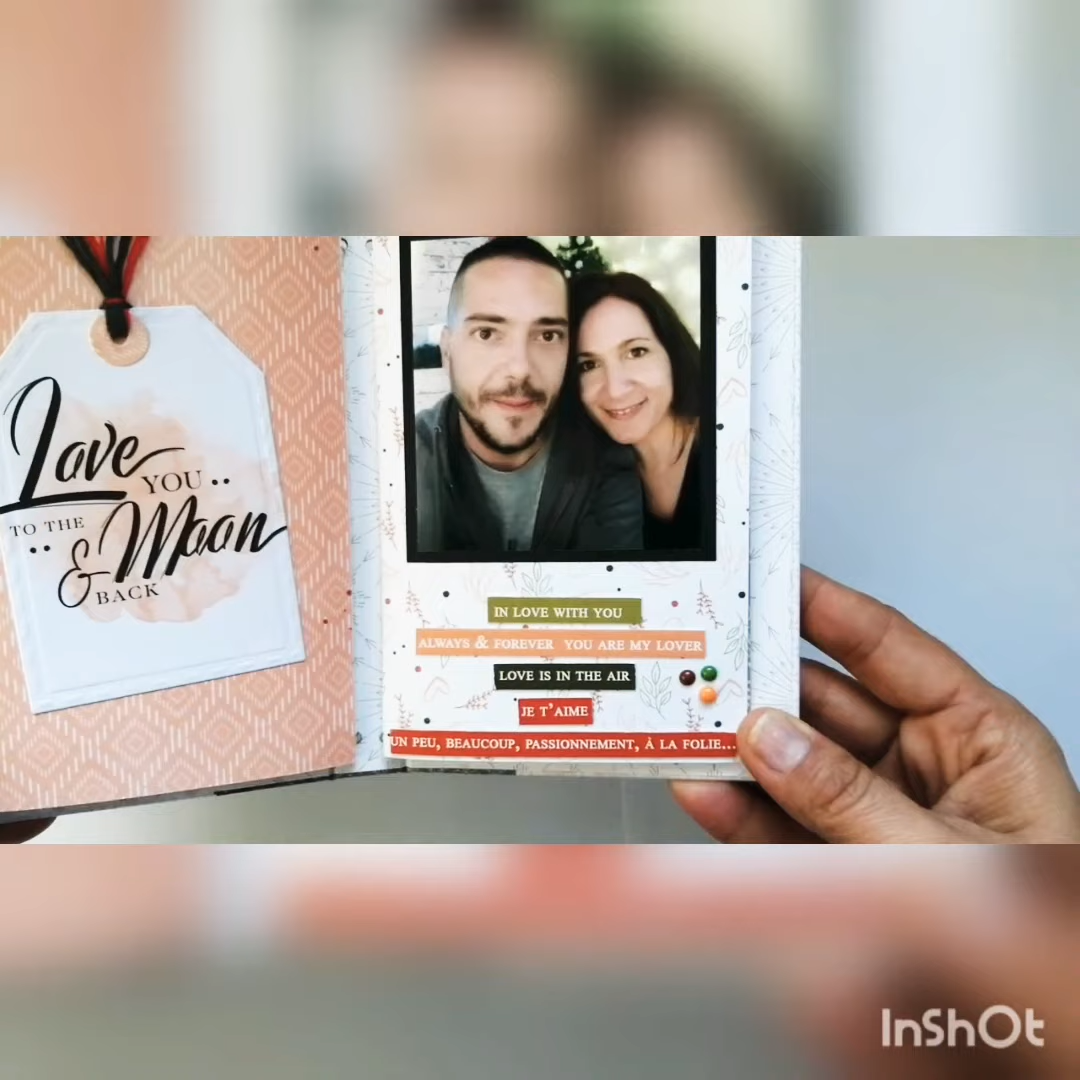 Love
YOU
TO THE
Moon
&
BACK
IN LOVE WITH YOU
ALWAYS & FOREVER YOU ARE MY LOVER
LOVE IS IN THE AIR
JE T'AIME
UN PEU, BEAUCOUP, PASSIONNEMENT, À LA FOLIE...
InShOt